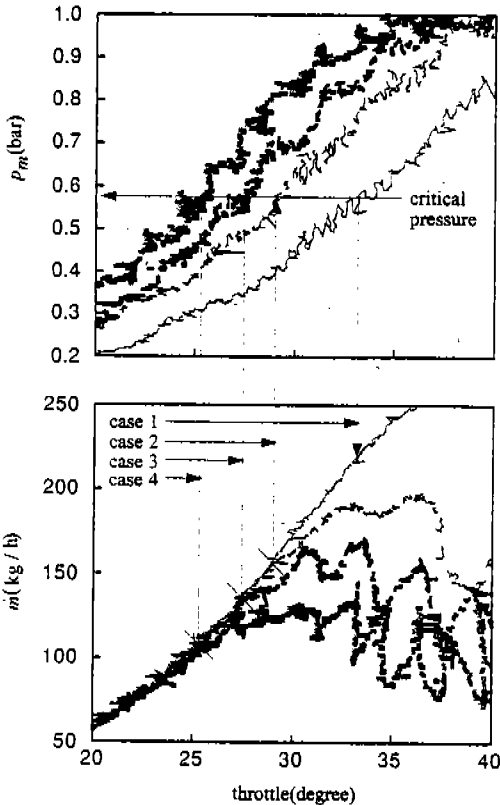 1.0
0.9
0.8
0.7
0.6
0.5
0.4
0.3
0.2
p_m(bar)
critical
pressure
250
200
150
100
50
ṁ(kg / h)
case 1
case 2
case 3
case 4
20 25 30 35 40
throttle(degree)